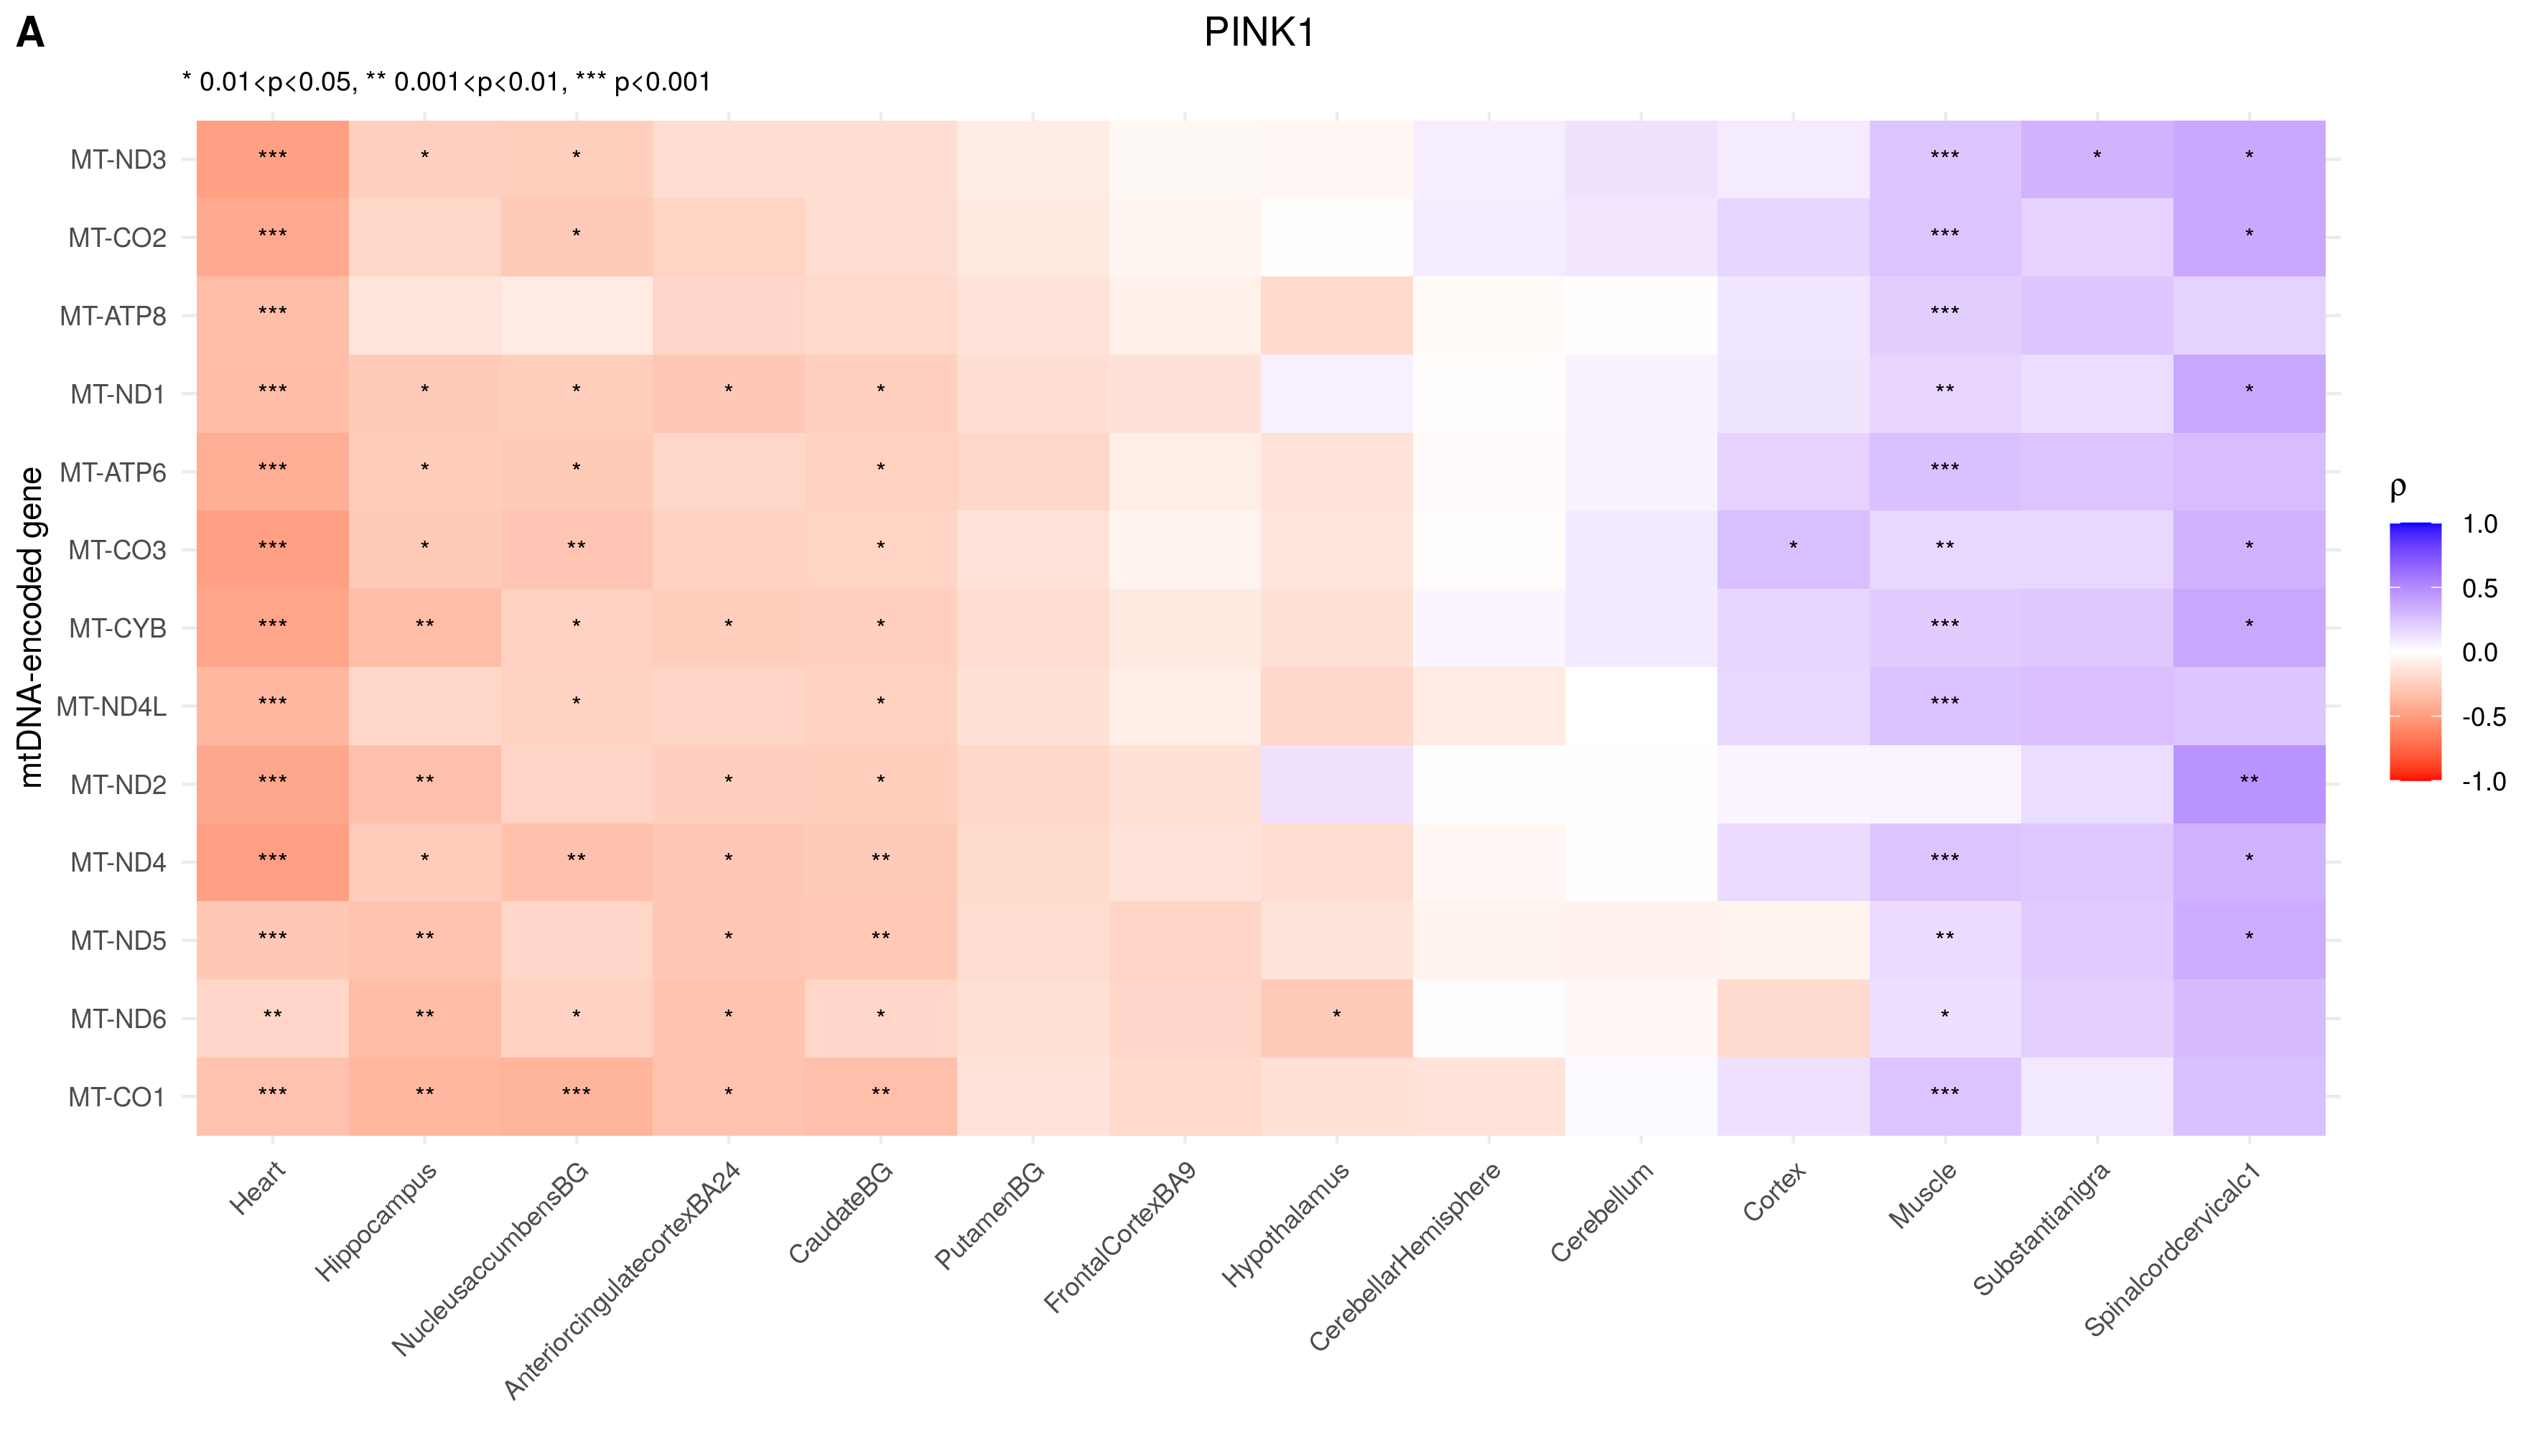 A
PINK1
* 0.01<p<0.05, ** 0.001<p<0.01, *** p<0.001
mtDNA-encoded gene
MT-ND3 *** * * *** * *
MT-CO2 *** * *** *
MT-ATP8 *** ***
MT-ND1 *** * * * * ** *
MT-ATP6 *** * * * ***
MT-CO3 *** * ** * * ** *
MT-CYB *** ** * * * *** *
MT-ND4L *** * * ***
MT-ND2 *** ** * * **
MT-ND4 *** * ** * ** *** *
MT-ND5 *** ** * ** ** *
MT-ND6 ** ** * * * * *
MT-CO1 *** ** *** * ** ***
Heart
Hippocampus
NucleusaccumbensBG
AnteriorcingulatecortexBA24
CaudateBG
PutamenBG
FrontalCortexBA9
Hypothalamus
CerebellarHemisphere
Cerebellum
Cortex
Muscle
Substantianigra
Spinalcordcervicalc1
ρ
1.0
0.5
0.0
-0.5
-1.0